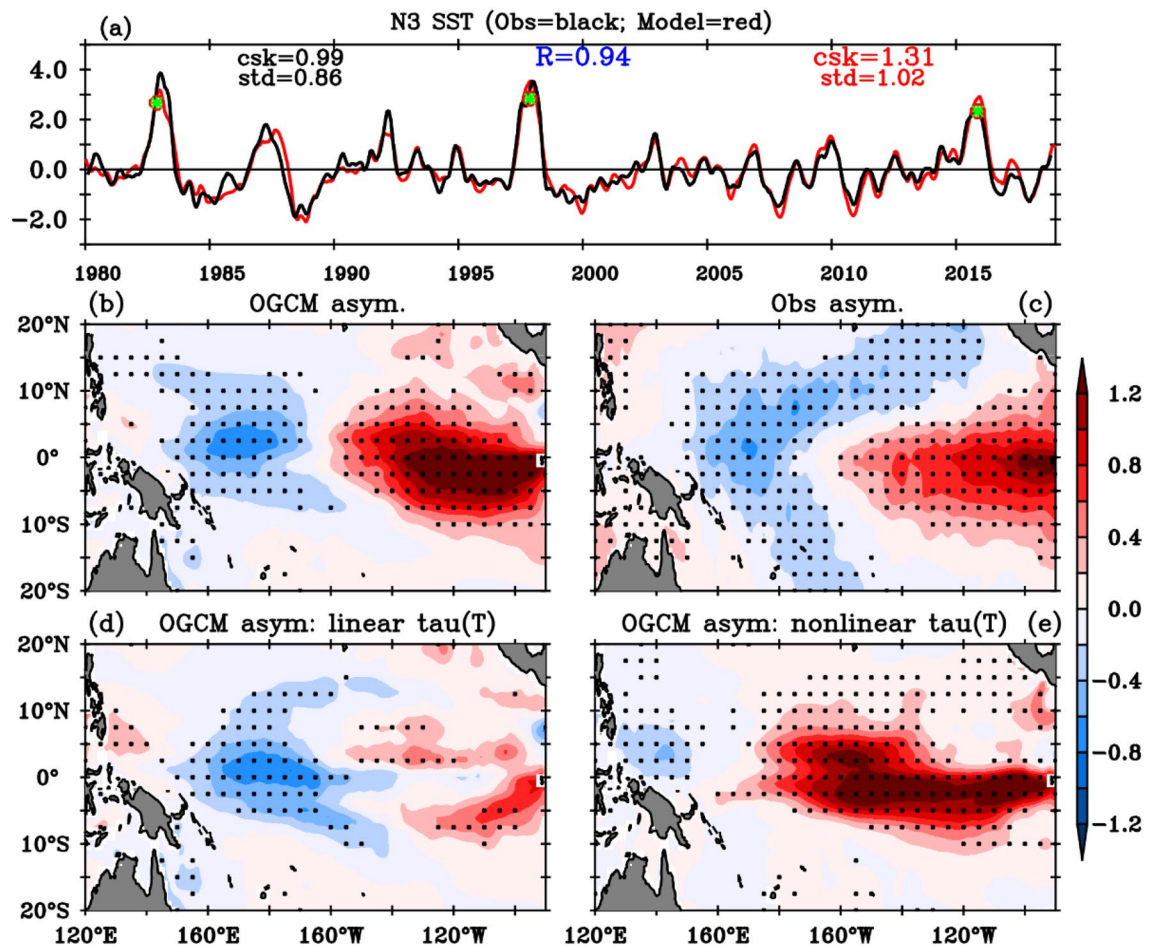 (a) N3 SST (Obs=black; Model=red)
csk=0.99 R=0.94 csk=1.31
std=0.86 std=1.02
4.0
2.0
0.0
−2.0
1980 1985 1990 1995 2000 2005 2010 2015
(b) OGCM asym. Obs asym. (c)
20°N
10°N
0°
10°S
20°S
(d) OGCM asym: linear tau(T) OGCM asym: nonlinear tau(T) (e)
20°N
10°N
0°
10°S
20°S
120°E 160°E 160°W 120°W 120°E 160°E 160°W 120°W
1.2
0.8
0.4
0.0
−0.4
−0.8
−1.2